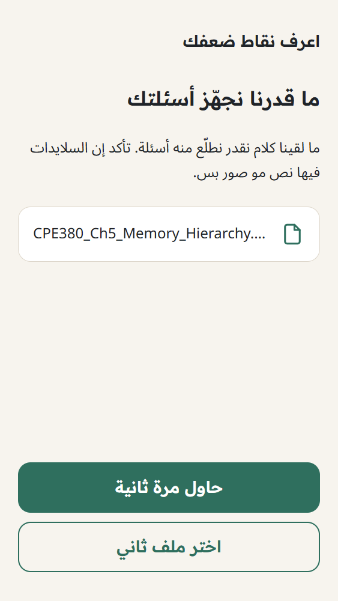 اعرف نقاط ضعفك
ما قدرنا نجهّز أسئلتك
ما لقينا كلام نقدر نطلّع منه أسئلة. تأكد إن السلايدات
فيها نص مو صور بس.
CPE380_Ch5_Memory_Hierarchy....
حاول مرة ثانية
اختر ملف ثاني